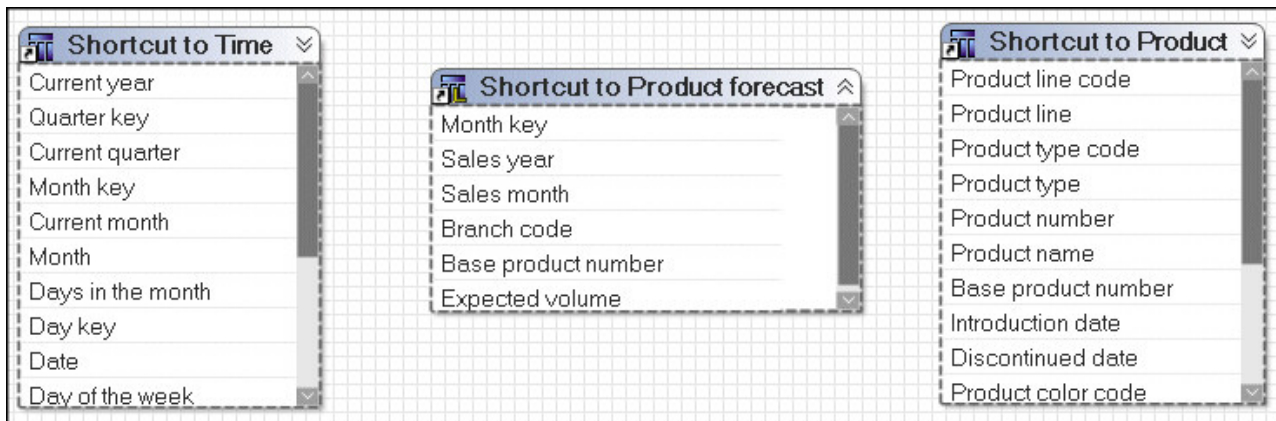 Shortcut to Time
Current year
Quarter key
Current quarter
Month key
Current month
Month
Days in the month
Day key
Date
Day of the week
Shortcut to Product forecast
Month key
Sales year
Sales month
Branch code
Base product number
Expected volume
Shortcut to Product
Product line code
Product line
Product type code
Product type
Product number
Product name
Base product number
Introduction date
Discontinued date
Product color code